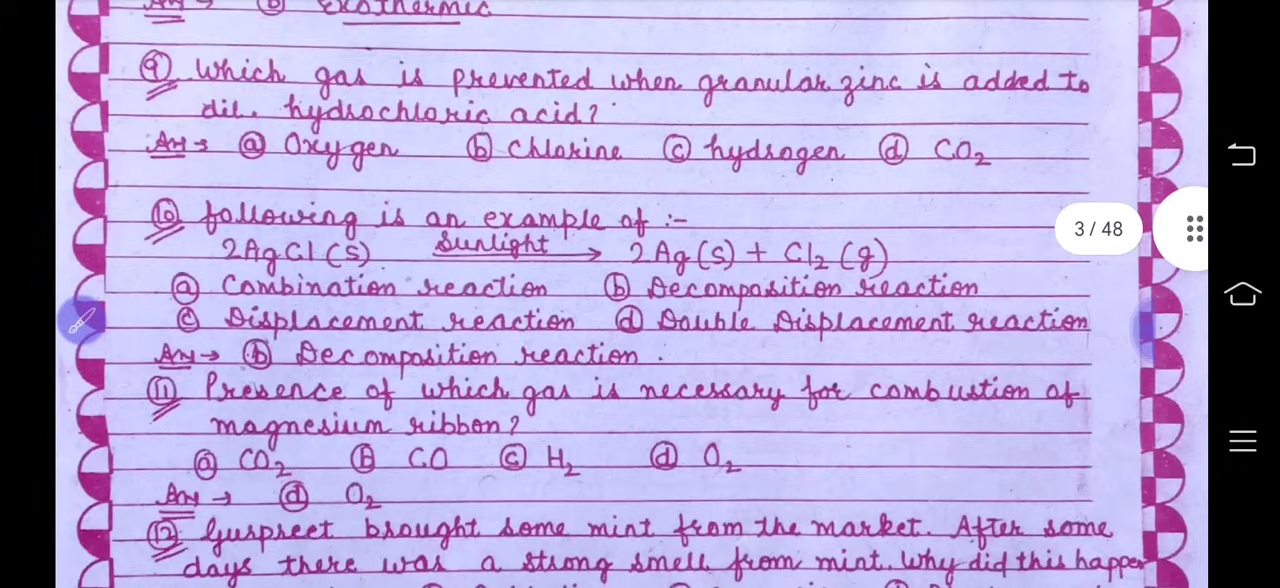 Ans → (b) Exothermic
(9) Which gas is prevented when granular zinc is added to
dil. hydrochloric acid?
Ans → (a) Oxygen (b) Chlorine (c) hydrogen (d) CO₂
(10) following is an example of :-
2AgCl(s) Sunlight → 2Ag(s) + Cl₂(g)
(a) Combination reaction (b) Decomposition reaction
(c) Displacement reaction (d) Double Displacement reaction
Ans → (b) Decomposition reaction.
(11) Presence of which gas is necessary for combustion of
magnesium ribbon?
(a) CO₂ (b) CO (c) H₂ (d) O₂
Ans → (d) O₂
(12) Gurpreet brought some mint from the market. After some
days there was a strong smell from mint. Why did this happen
3 / 48